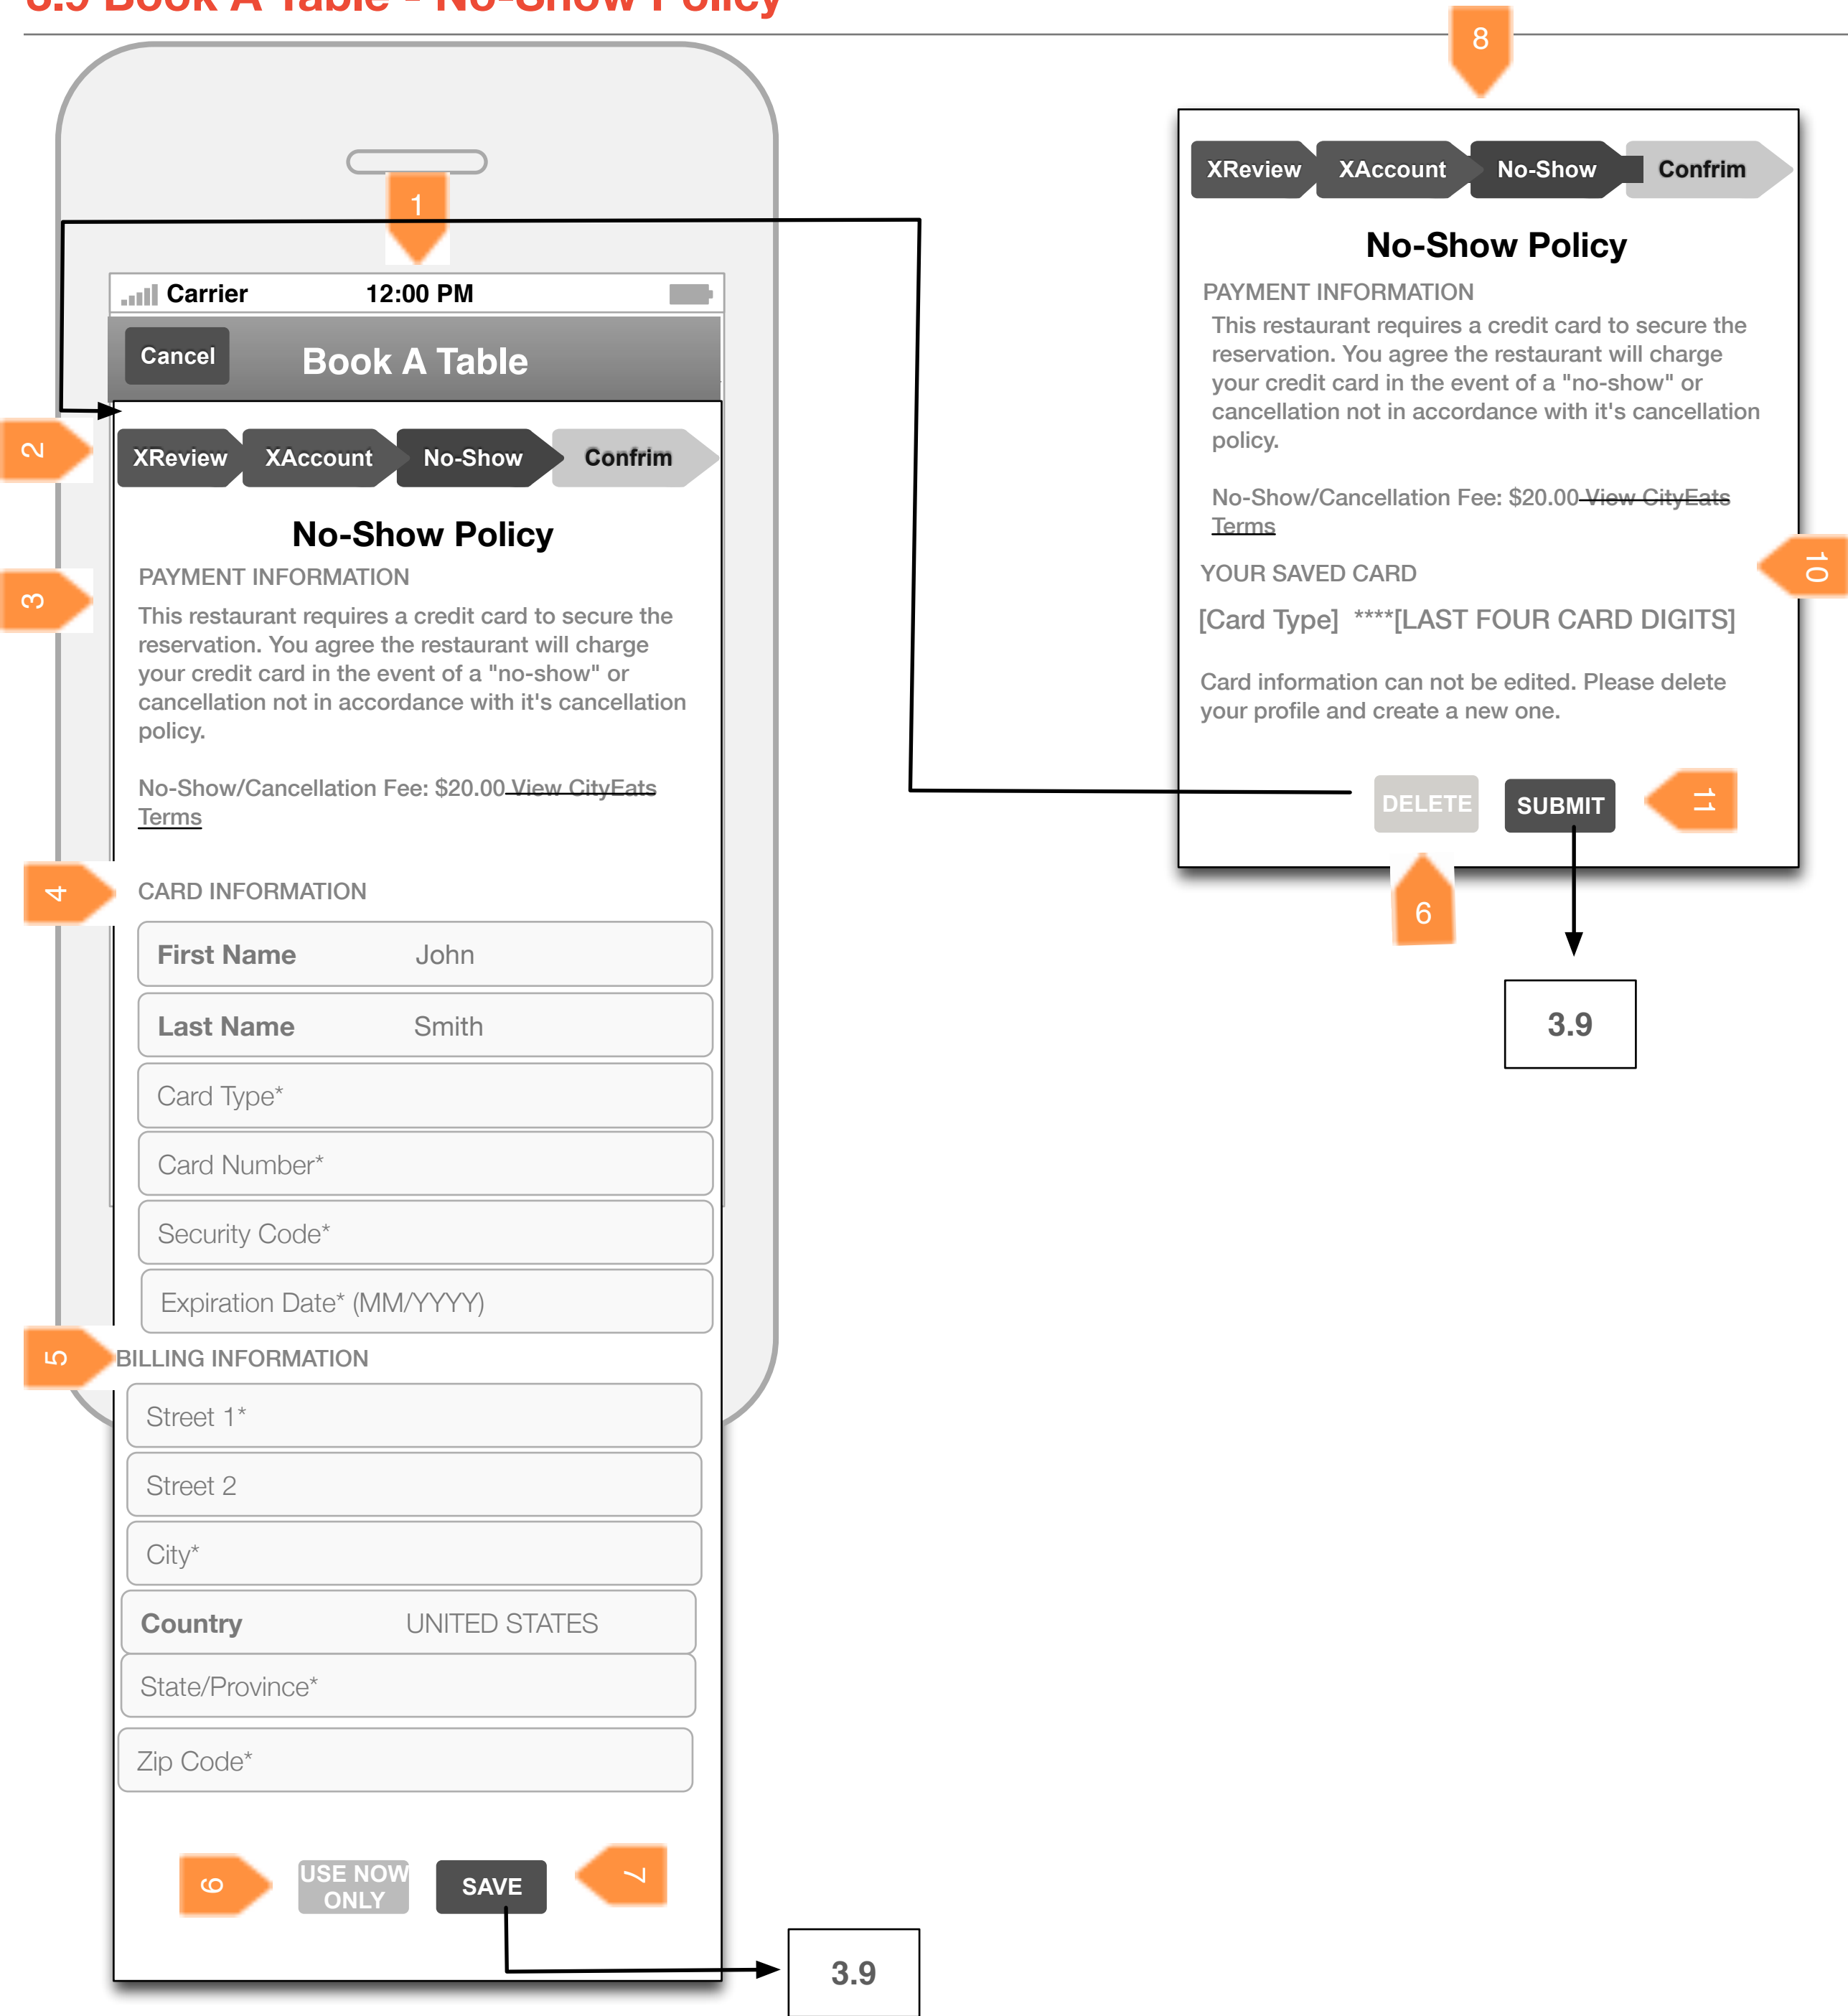 3.9 Book A Table - No-Show Policy
8
1
Carrier
12:00 PM
Cancel
Book A Table
2
XReview
XAccount
No-Show
Confrim
No-Show Policy
3
PAYMENT INFORMATION
This restaurant requires a credit card to secure the
reservation. You agree the restaurant will charge
your credit card in the event of a "no-show" or
cancellation not in accordance with it's cancellation
policy.
No-Show/Cancellation Fee: $20.00 View CityEats
Terms
4
CARD INFORMATION
First Name John
Last Name Smith
Card Type*
Card Number*
Security Code*
Expiration Date* (MM/YYYY)
5
BILLING INFORMATION
Street 1*
Street 2
City*
Country UNITED STATES
State/Province*
Zip Code*
USE NOW
ONLY
SAVE
7
3.9
XReview
XAccount
No-Show
Confrim
No-Show Policy
PAYMENT INFORMATION
This restaurant requires a credit card to secure the
reservation. You agree the restaurant will charge
your credit card in the event of a "no-show" or
cancellation not in accordance with it's cancellation
policy.
No-Show/Cancellation Fee: $20.00 View CityEats
Terms
10
YOUR SAVED CARD
[Card Type] ****[LAST FOUR CARD DIGITS]
Card information can not be edited. Please delete
your profile and create a new one.
DELETE
SUBMIT
11
6
3.9